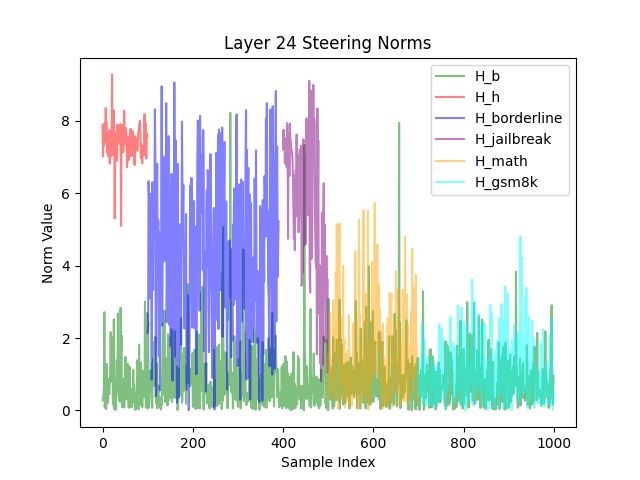 Layer 24 Steering Norms
H_b
H_h
H_borderline
H_jailbreak
H_math
H_gsm8k
Norm Value
8
6
4
2
0
0 200 400 600 800 1000
Sample Index